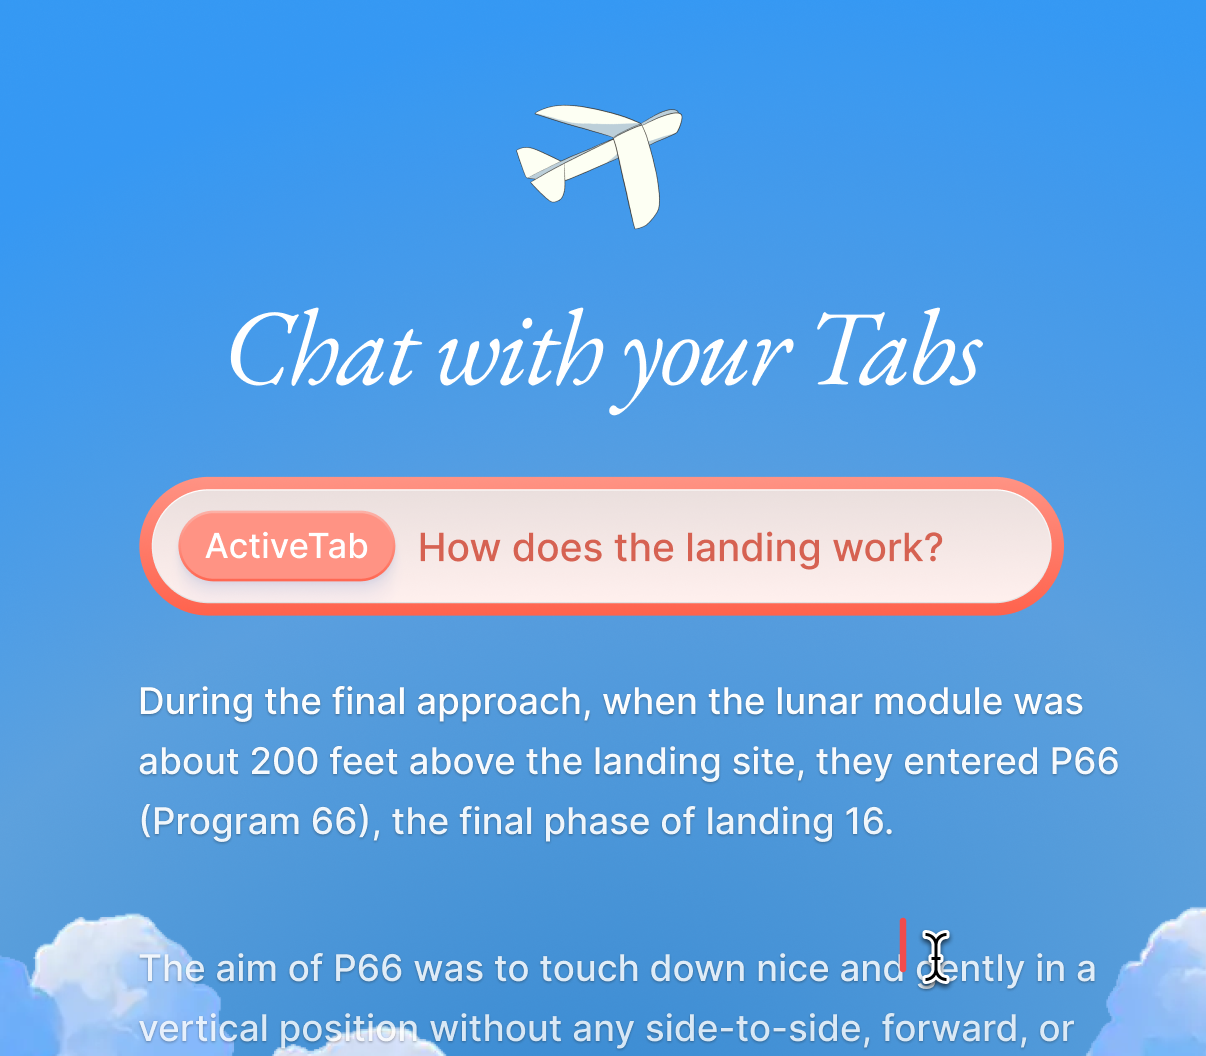 Chat with your Tabs
ActiveTab How does the landing work?
During the final approach, when the lunar module was
about 200 feet above the landing site, they entered P66
(Program 66), the final phase of landing 16.
The aim of P66 was to touch down nice and gently in a
vertical position without any side-to-side, forward, or